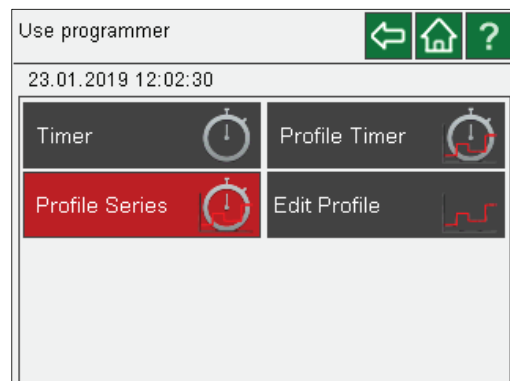 Use programmer
?
23.01.2019 12:02:30
Timer
Profile Timer
Profile Series
Edit Profile